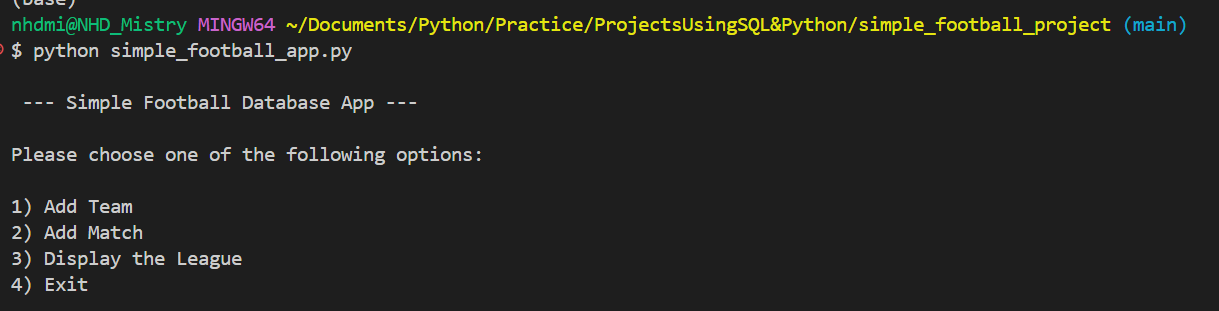 (base)
nhdmi@NHD_Mistry MINGW64 ~/Documents/Python/Practice/ProjectsUsingSQL&Python/simple_football_project (main)
$ python simple_football_app.py
--- Simple Football Database App ---
Please choose one of the following options:
1) Add Team
2) Add Match
3) Display the League
4) Exit